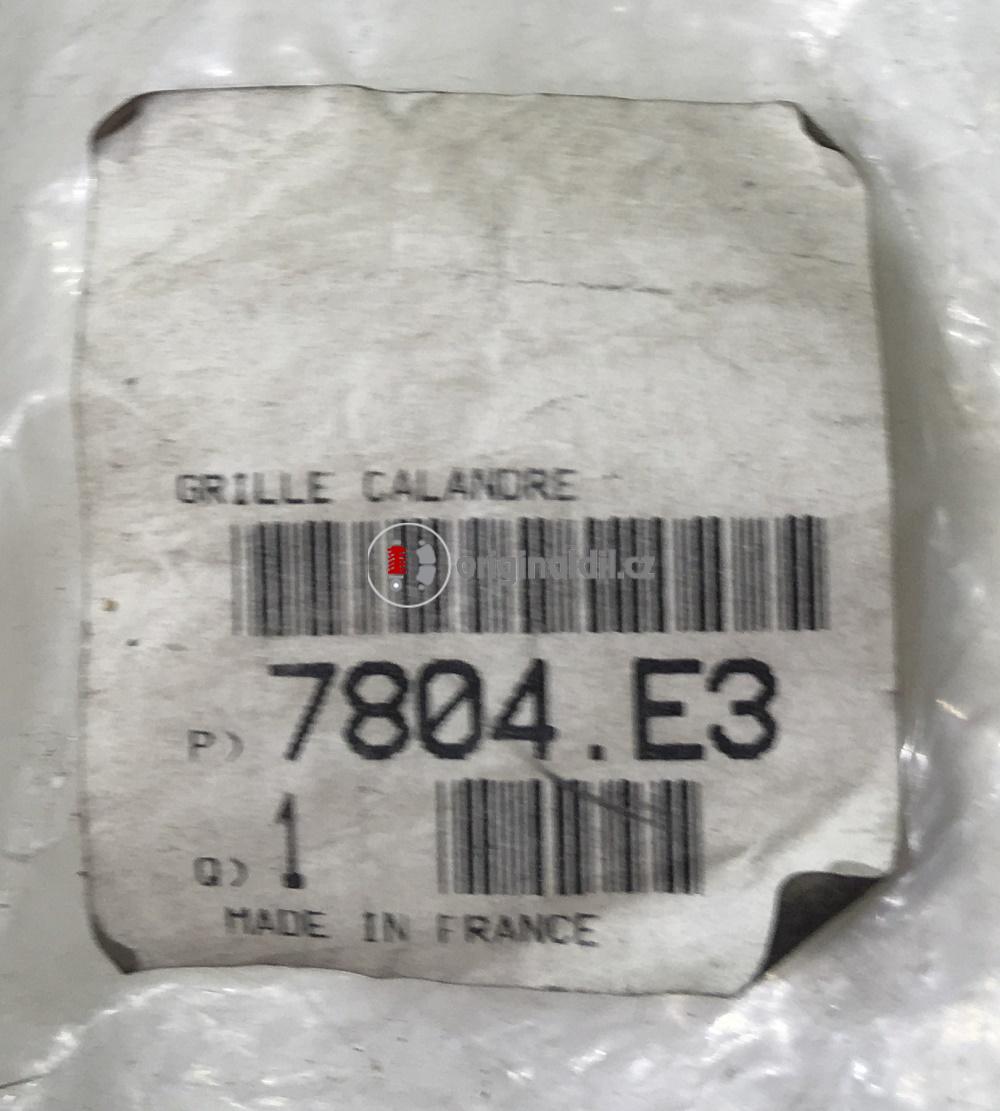 GRILLE CALANDRE
originaldil.cz
P) 7804.E3
Q) 1
MADE IN FRANCE